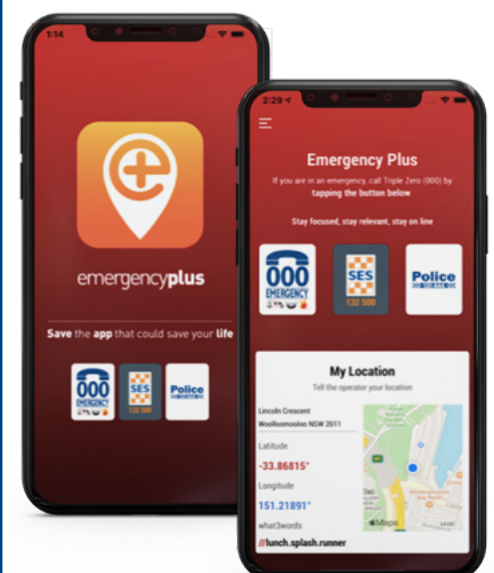 1:14
emergencyplus
Save the app that could save your life
000
EMERGENCY
SES
132 500
Police
2:29
Emergency Plus
If you are in an emergency, call Triple Zero (000) by
tapping the button below.
Stay focused, stay relevant, stay on line
000
EMERGENCY
SES
132 500
Police
131 444
My Location
Tell the operator your location
Lincoln Crescent
Woolloomooloo NSW 2011
Latitude
-33.86815°
Longitude
151.21891°
what3words
///lunch.splash.runner
Maps
Legal